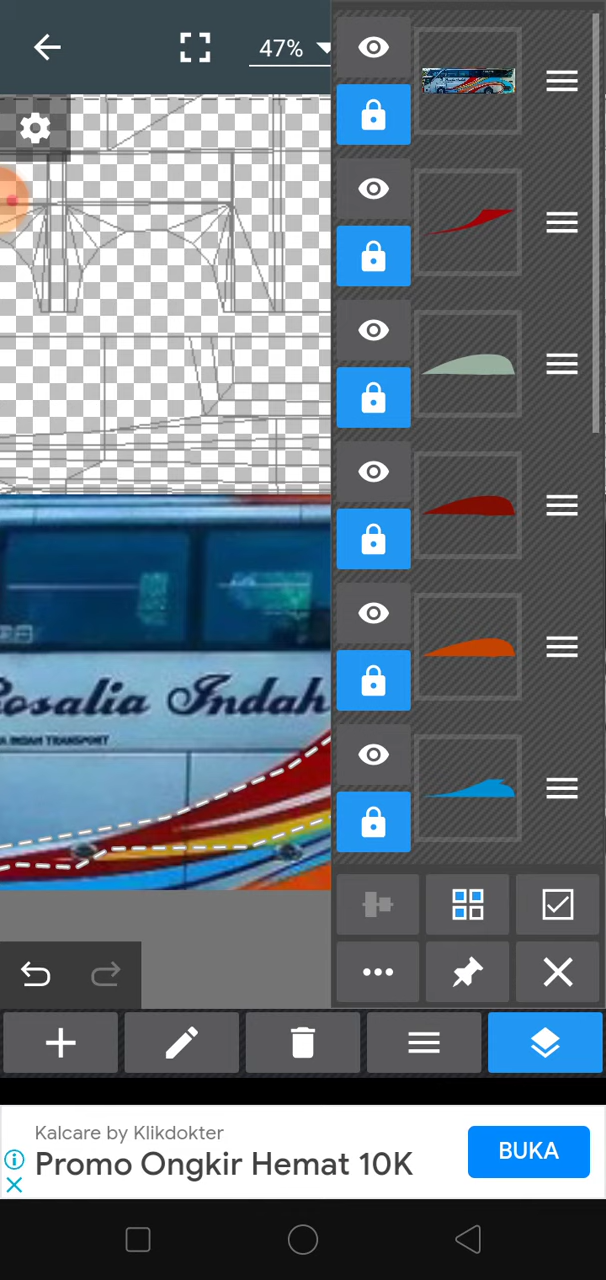 47%
Rosalia Indah
INDAH TRANSPORT
Kalcare by Klikdokter
Promo Ongkir Hemat 10K
BUKA